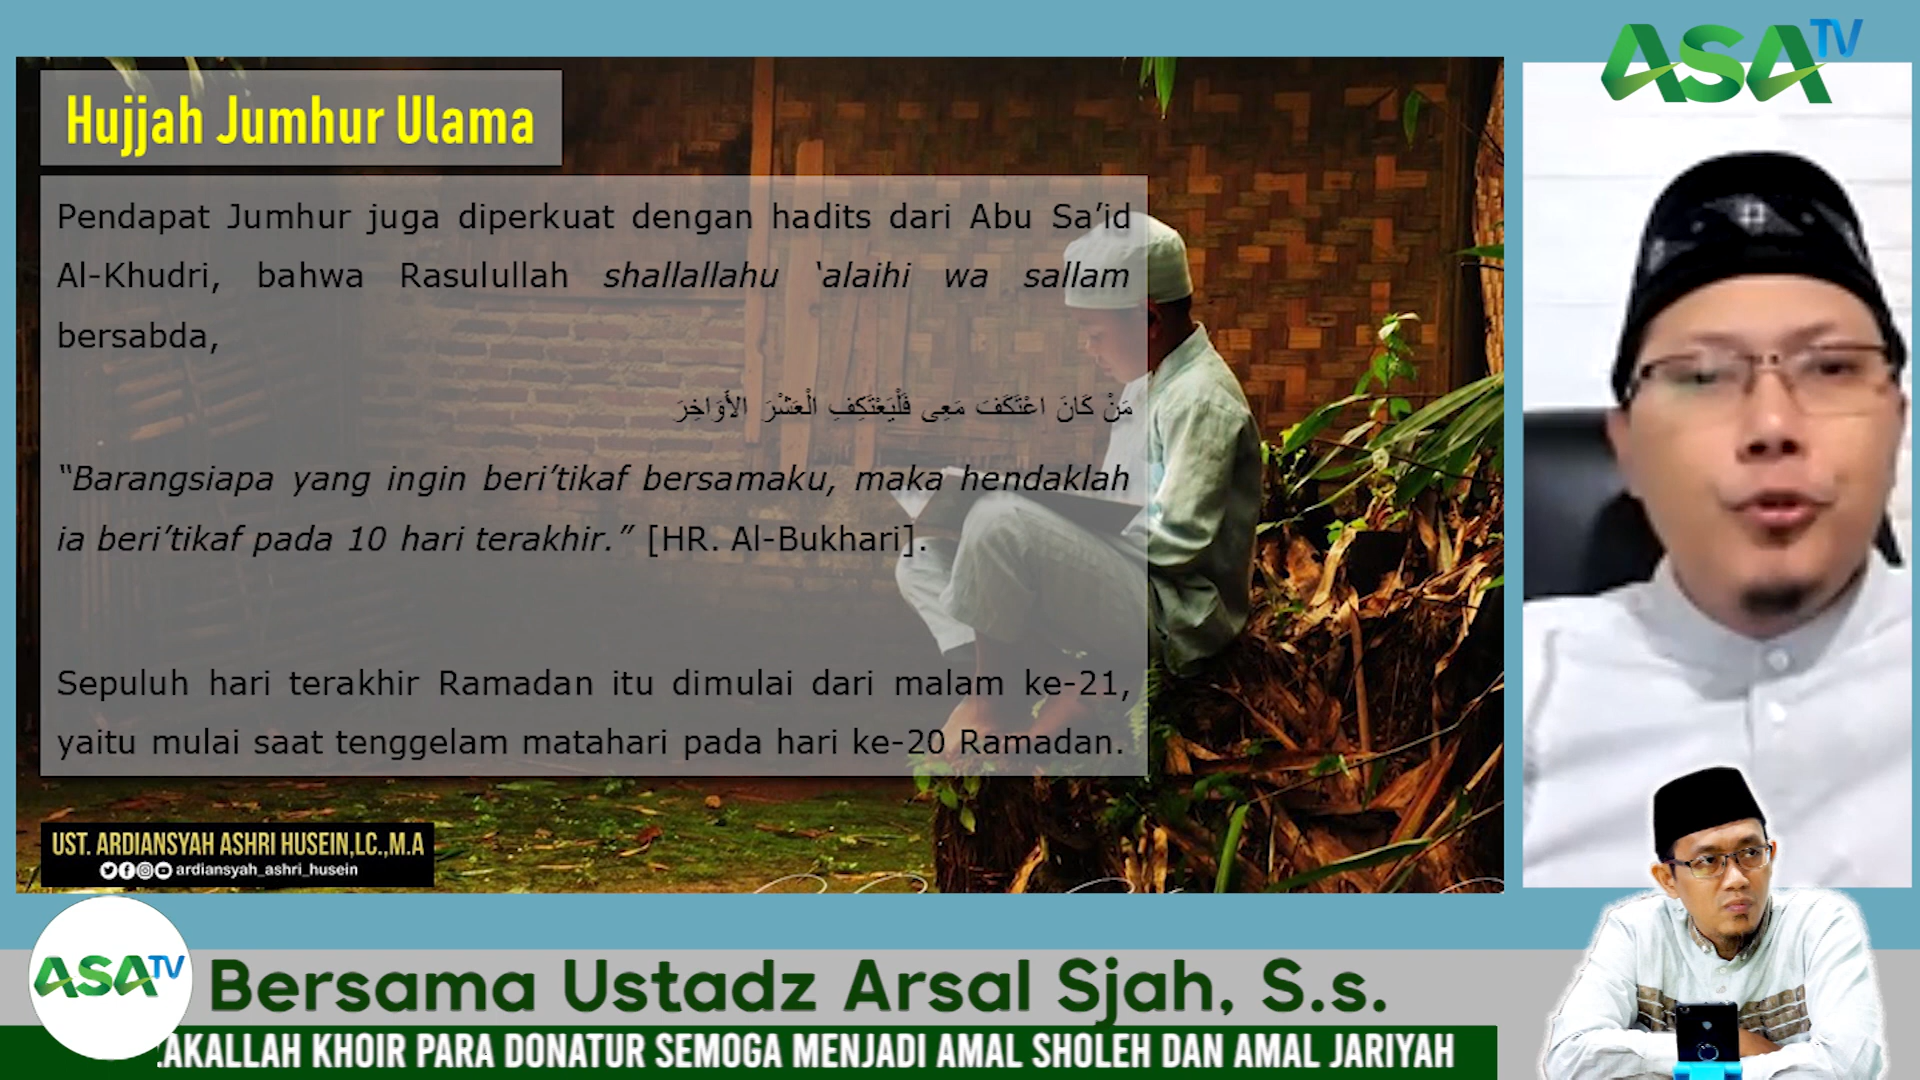 ASA TV
Hujjah Jumhur Ulama
Pendapat Jumhur juga diperkuat dengan hadits dari Abu Sa’id
Al-Khudri, bahwa Rasulullah shallallahu ‘alaihi wa sallam
bersabda,
مَنْ كَانَ اعْتَكَفَ مَعِى فَلْيَعْتَكِفِ الْعَشْرَ الأَوَاخِرَ
“Barangsiapa yang ingin beri’tikaf bersamaku, maka hendaklah
ia beri’tikaf pada 10 hari terakhir.” [HR. Al-Bukhari].
Sepuluh hari terakhir Ramadan itu dimulai dari malam ke-21,
yaitu mulai saat tenggelam matahari pada hari ke-20 Ramadan.
UST. ARDIANSYAH ASHRI HUSEIN,LC.,M.A
ardiansyah_ashri_husein
ASA TV
Bersama Ustadz Arsal Sjah, S.s.
ZAKALLAH KHOIR PARA DONATUR SEMOGA MENJADI AMAL SHOLEH DAN AMAL JARIYAH